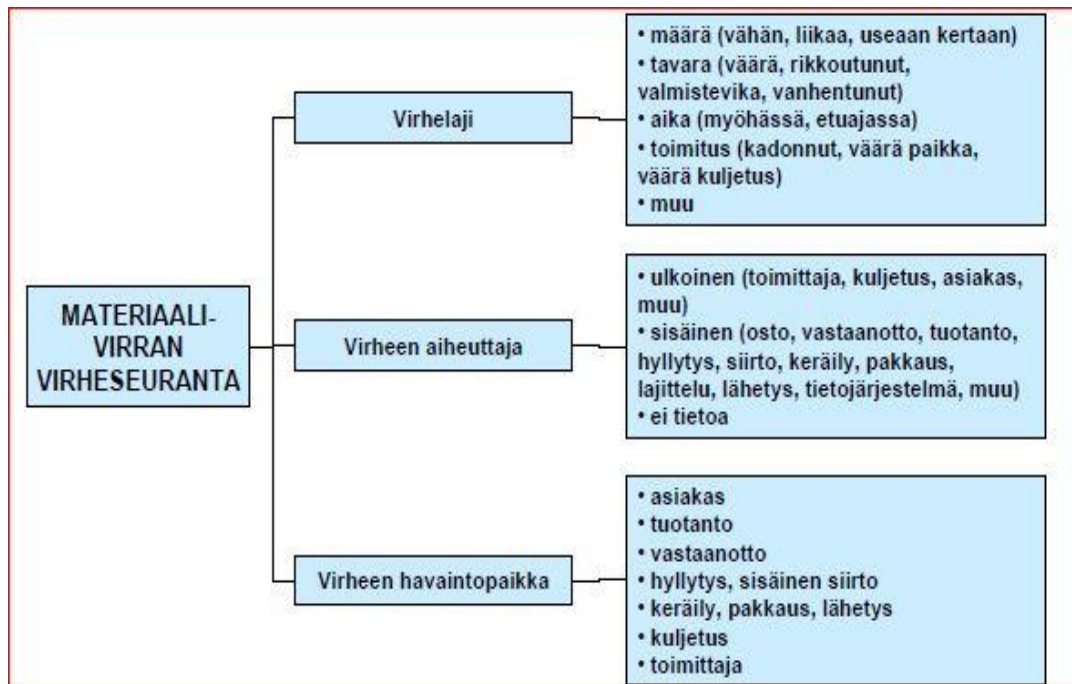 MATERIAALI-
VIRRAN
VIRHESEURANTA
Virhelaji
• määrä (vähän, liikaa, useaan kertaan)
• tavara (väärä, rikkoutunut,
valmistevika, vanhentunut)
• aika (myöhässä, etuajassa)
• toimitus (kadonnut, väärä paikka,
väärä kuljetus)
• muu
Virheen aiheuttaja
• ulkoinen (toimittaja, kuljetus, asiakas,
muu)
• sisäinen (osto, vastaanotto, tuotanto,
hyllytys, siirto, keräily, pakkaus,
lajittelu, lähetys, tietojärjestelmä, muu)
• ei tietoa
Virheen havaintopaikka
• asiakas
• tuotanto
• vastaanotto
• hyllytys, sisäinen siirto
• keräily, pakkaus, lähetys
• kuljetus
• toimittaja